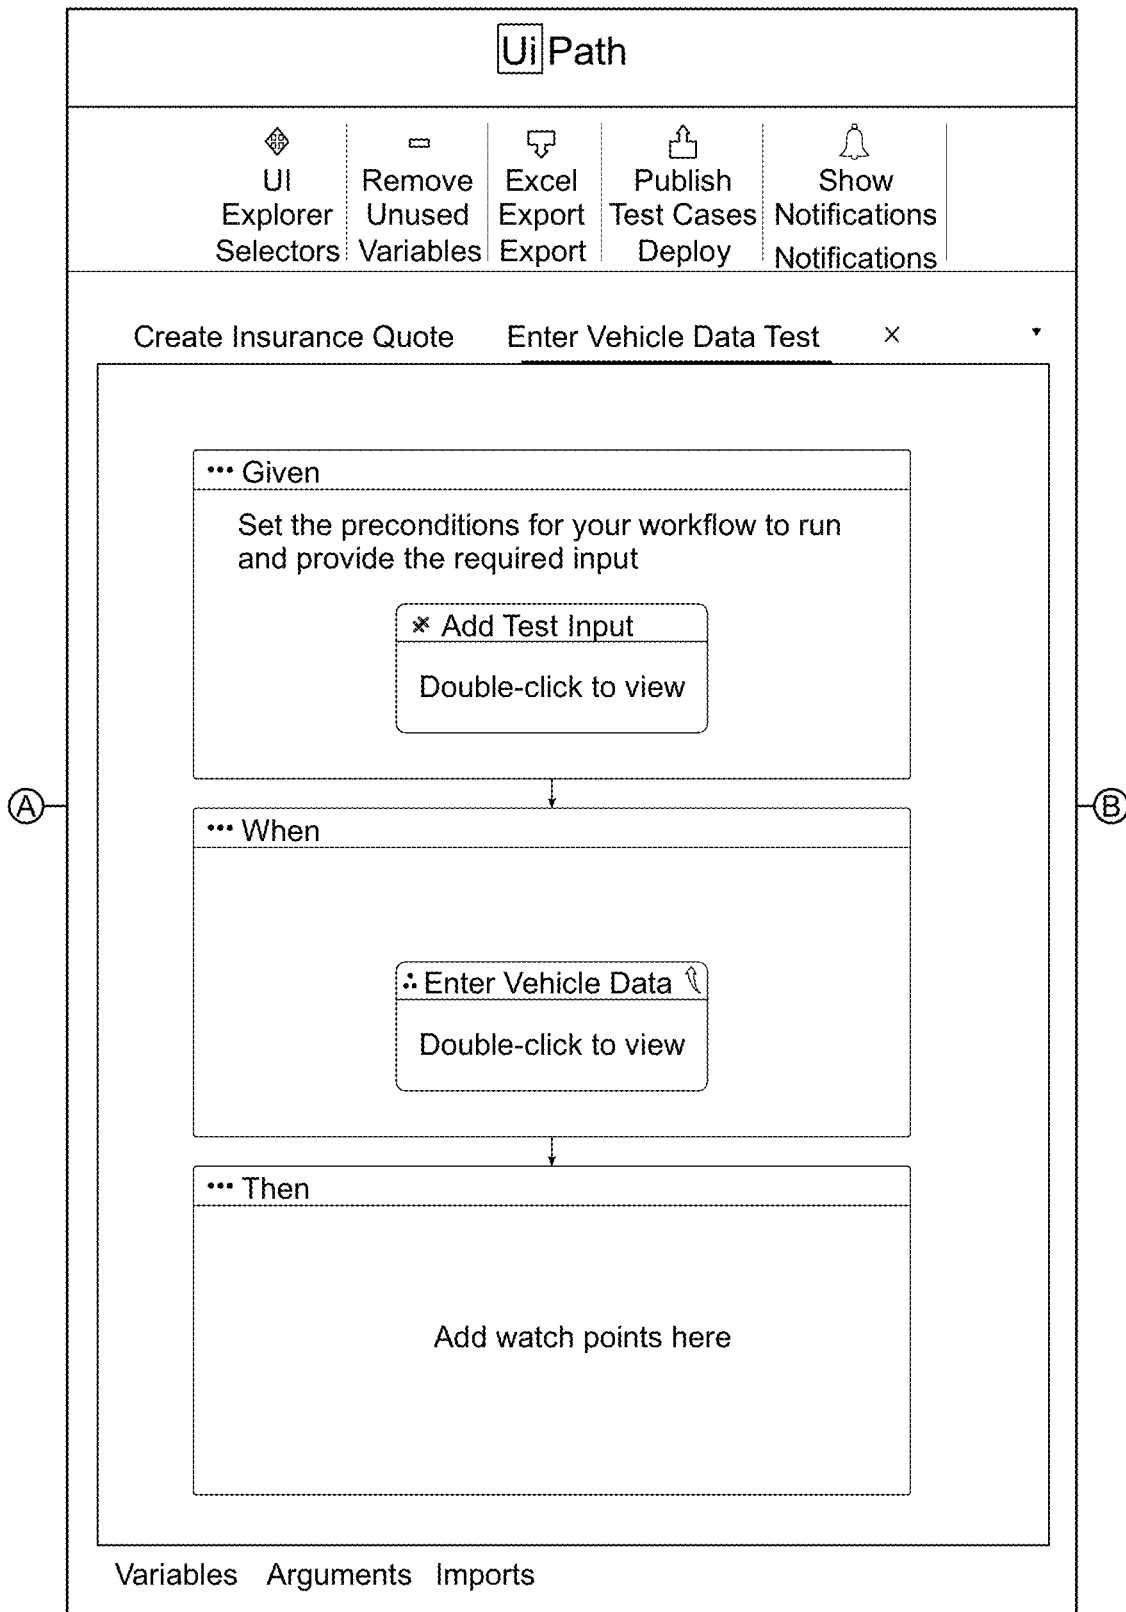 UiPath
UI Explorer Selectors
Remove Unused Variables
Excel Export Export
Publish Test Cases Deploy
Show Notifications Notifications
Create Insurance Quote Enter Vehicle Data Test ×
Given
Set the preconditions for your workflow to run
and provide the required input
Add Test Input
Double-click to view
A
B
When
Enter Vehicle Data
Double-click to view
Then
Add watch points here
Variables Arguments Imports